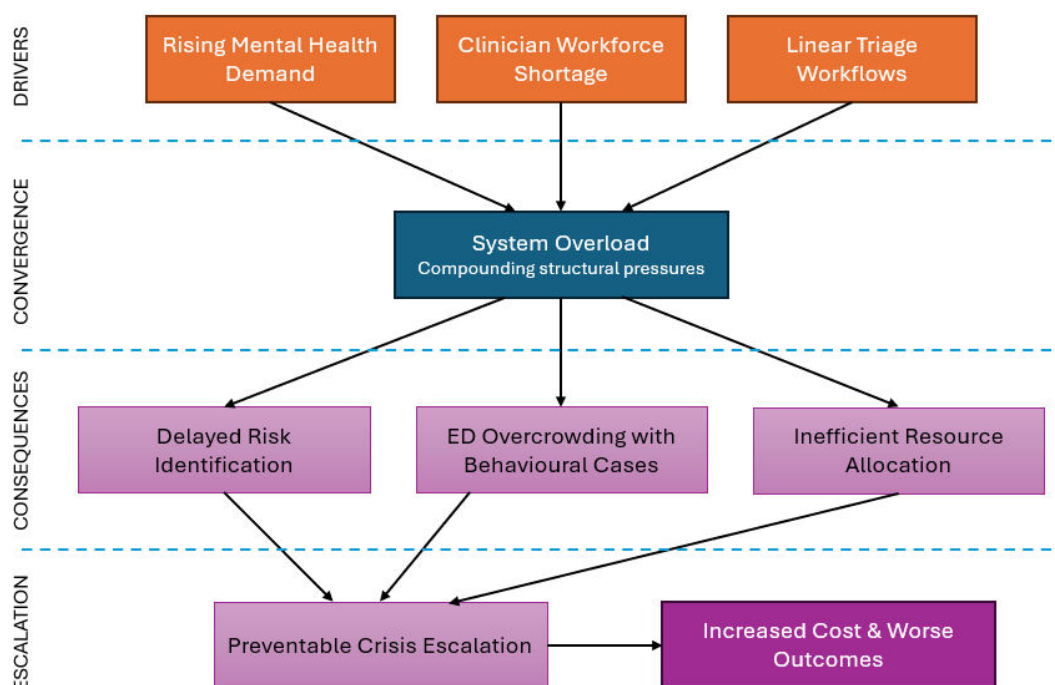 DRIVERS
Rising Mental Health
Demand
Clinician Workforce
Shortage
Linear Triage
Workflows
CONVERGENCE
System Overload
Compounding structural pressures
CONSEQUENCES
Delayed Risk
Identification
ED Overcrowding with
Behavioural Cases
Inefficient Resource
Allocation
ESCALATION
Preventable Crisis Escalation
Increased Cost & Worse
Outcomes